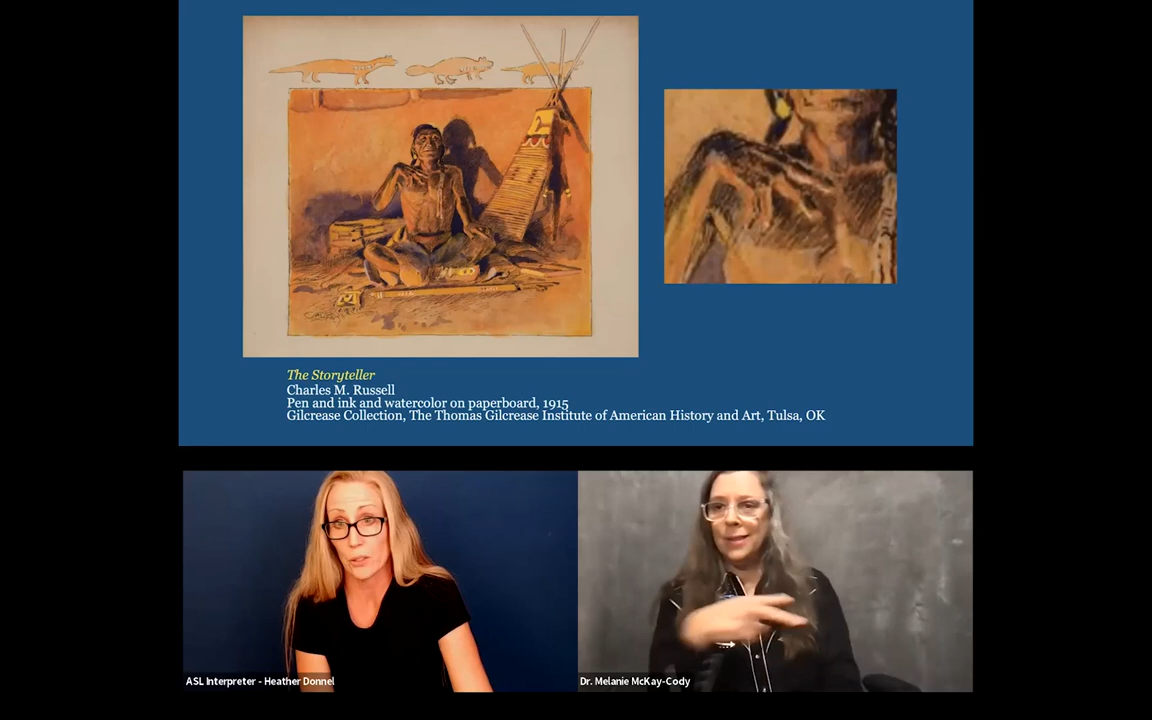 The Storyteller
Charles M. Russell
Pen and ink and watercolor on paperboard, 1915
Gilcrease Collection, The Thomas Gilcrease Institute of American History and Art, Tulsa, OK
ASL Interpreter - Heather Donnel
Dr. Melanie McKay-Cody